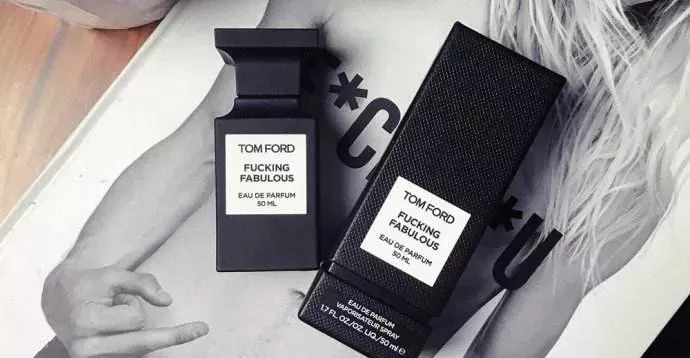 TOM FORD
FUCKING
FABULOUS
EAU DE PARFUM
50 ML
*C
*U
TOM FORD
FUCKING
FABULOUS
EAU DE PARFUM
50 ML
EAU DE PARFUM
VAPORISATEUR SPRAY
1.7 FL.OZ./OZ.LIQ./50 ml e